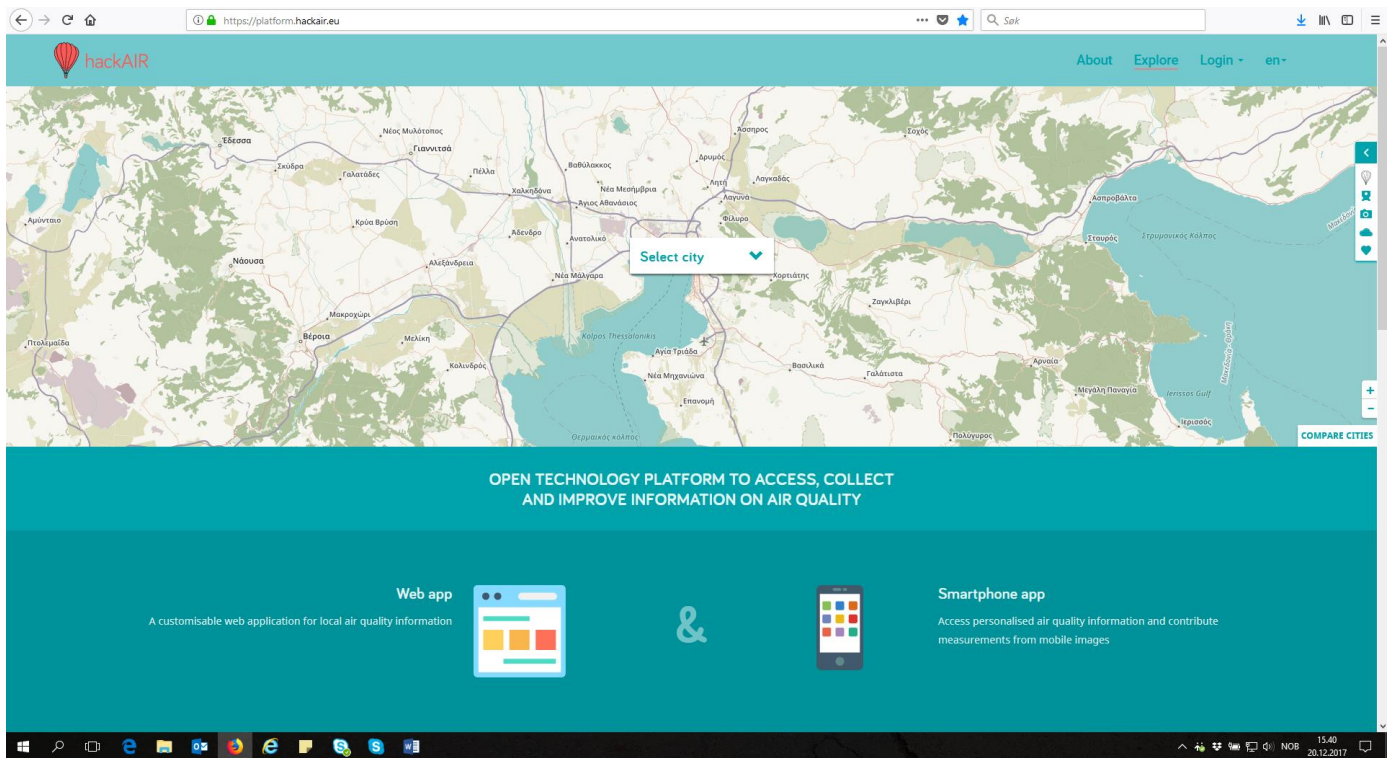 https://platform.hackair.eu
Søk
hackAIR
About Explore Login en
Νέος Μυλότοπος
Έδεσσα
Γιαννιτσά
Άσσηρος
Σοχός
Σκύδρα
Γαλατάδες
Πέλλα
Βαθύλακκος
Δρυμός
Χαλκηδόνα
Νέα Μεσήμβρια
Λητή
Λαγκαδάς
Άγιος Αθανάσιος
Λαγυνά
Ασπροβάλτα
Αμύνταιο
Κρύα Βρύση
Φίλυρο
Άδενδρο
Ανατολικό
Σταυρός
Στρυμονικός Κόλπος
Νάουσα
Αλεξάνδρεια
Select city
Νέα Μάλγαρα
Χορτιάτης
Ζαγκλιβέρι
Μακροχώρι
Πτολεμαΐδα
Βέροια
Μελίκη
Kolpos Thessalonikis
Αγία Τριάδα
Κολινδρός
Βασιλικά
Γαλάτιστα
Αρναία
Νέα Μηχανιώνα
Μεγάλη Παναγία
Ierissos Gulf
Επανομή
Ιερισσός
Θερμαϊκός κόλπος
Πολύγυρος
+
-
COMPARE CITIES
OPEN TECHNOLOGY PLATFORM TO ACCESS, COLLECT
AND IMPROVE INFORMATION ON AIR QUALITY
Web app
A customisable web application for local air quality information
&
Smartphone app
Access personalised air quality information and contribute
measurements from mobile images
NOB
15.40
20.12.2017